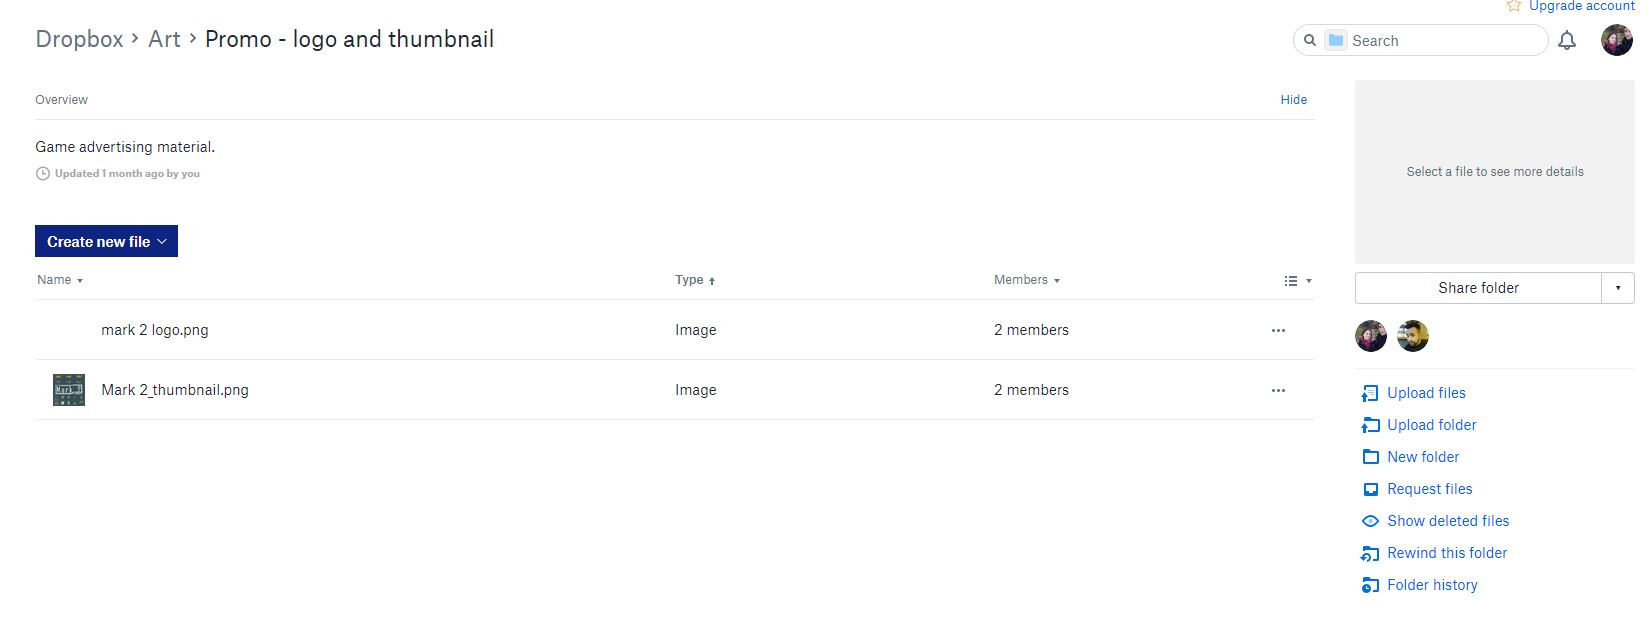 Upgrade account
Dropbox › Art › Promo - logo and thumbnail
Search
Overview
Hide
Game advertising material.
Updated 1 month ago by you
Select a file to see more details
Create new file
Name
Type
Members
Share folder
mark 2 logo.png
Image
2 members
Mark 2_thumbnail.png
Image
2 members
Mark 2
Upload files
Upload folder
New folder
Request files
Show deleted files
Rewind this folder
Folder history